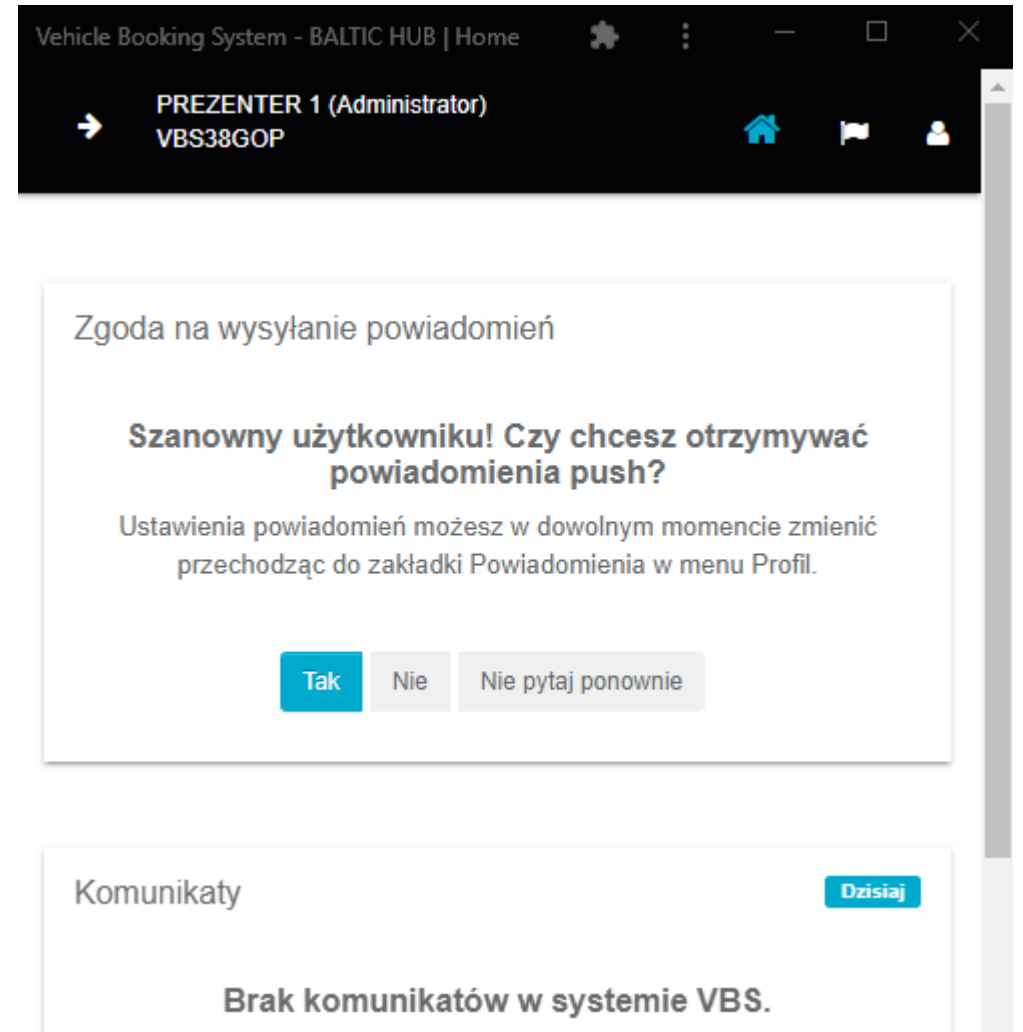 Vehicle Booking System - BALTIC HUB | Home
PREZENTER 1 (Administrator)
VBS38GOP
Zgoda na wysyłanie powiadomień
Szanowny użytkowniku! Czy chcesz otrzymywać
powiadomienia push?
Ustawienia powiadomień możesz w dowolnym momencie zmienić
przechodząc do zakładki Powiadomienia w menu Profil.
Tak Nie Nie pytaj ponownie
Komunikaty Dzisiaj
Brak komunikatów w systemie VBS.